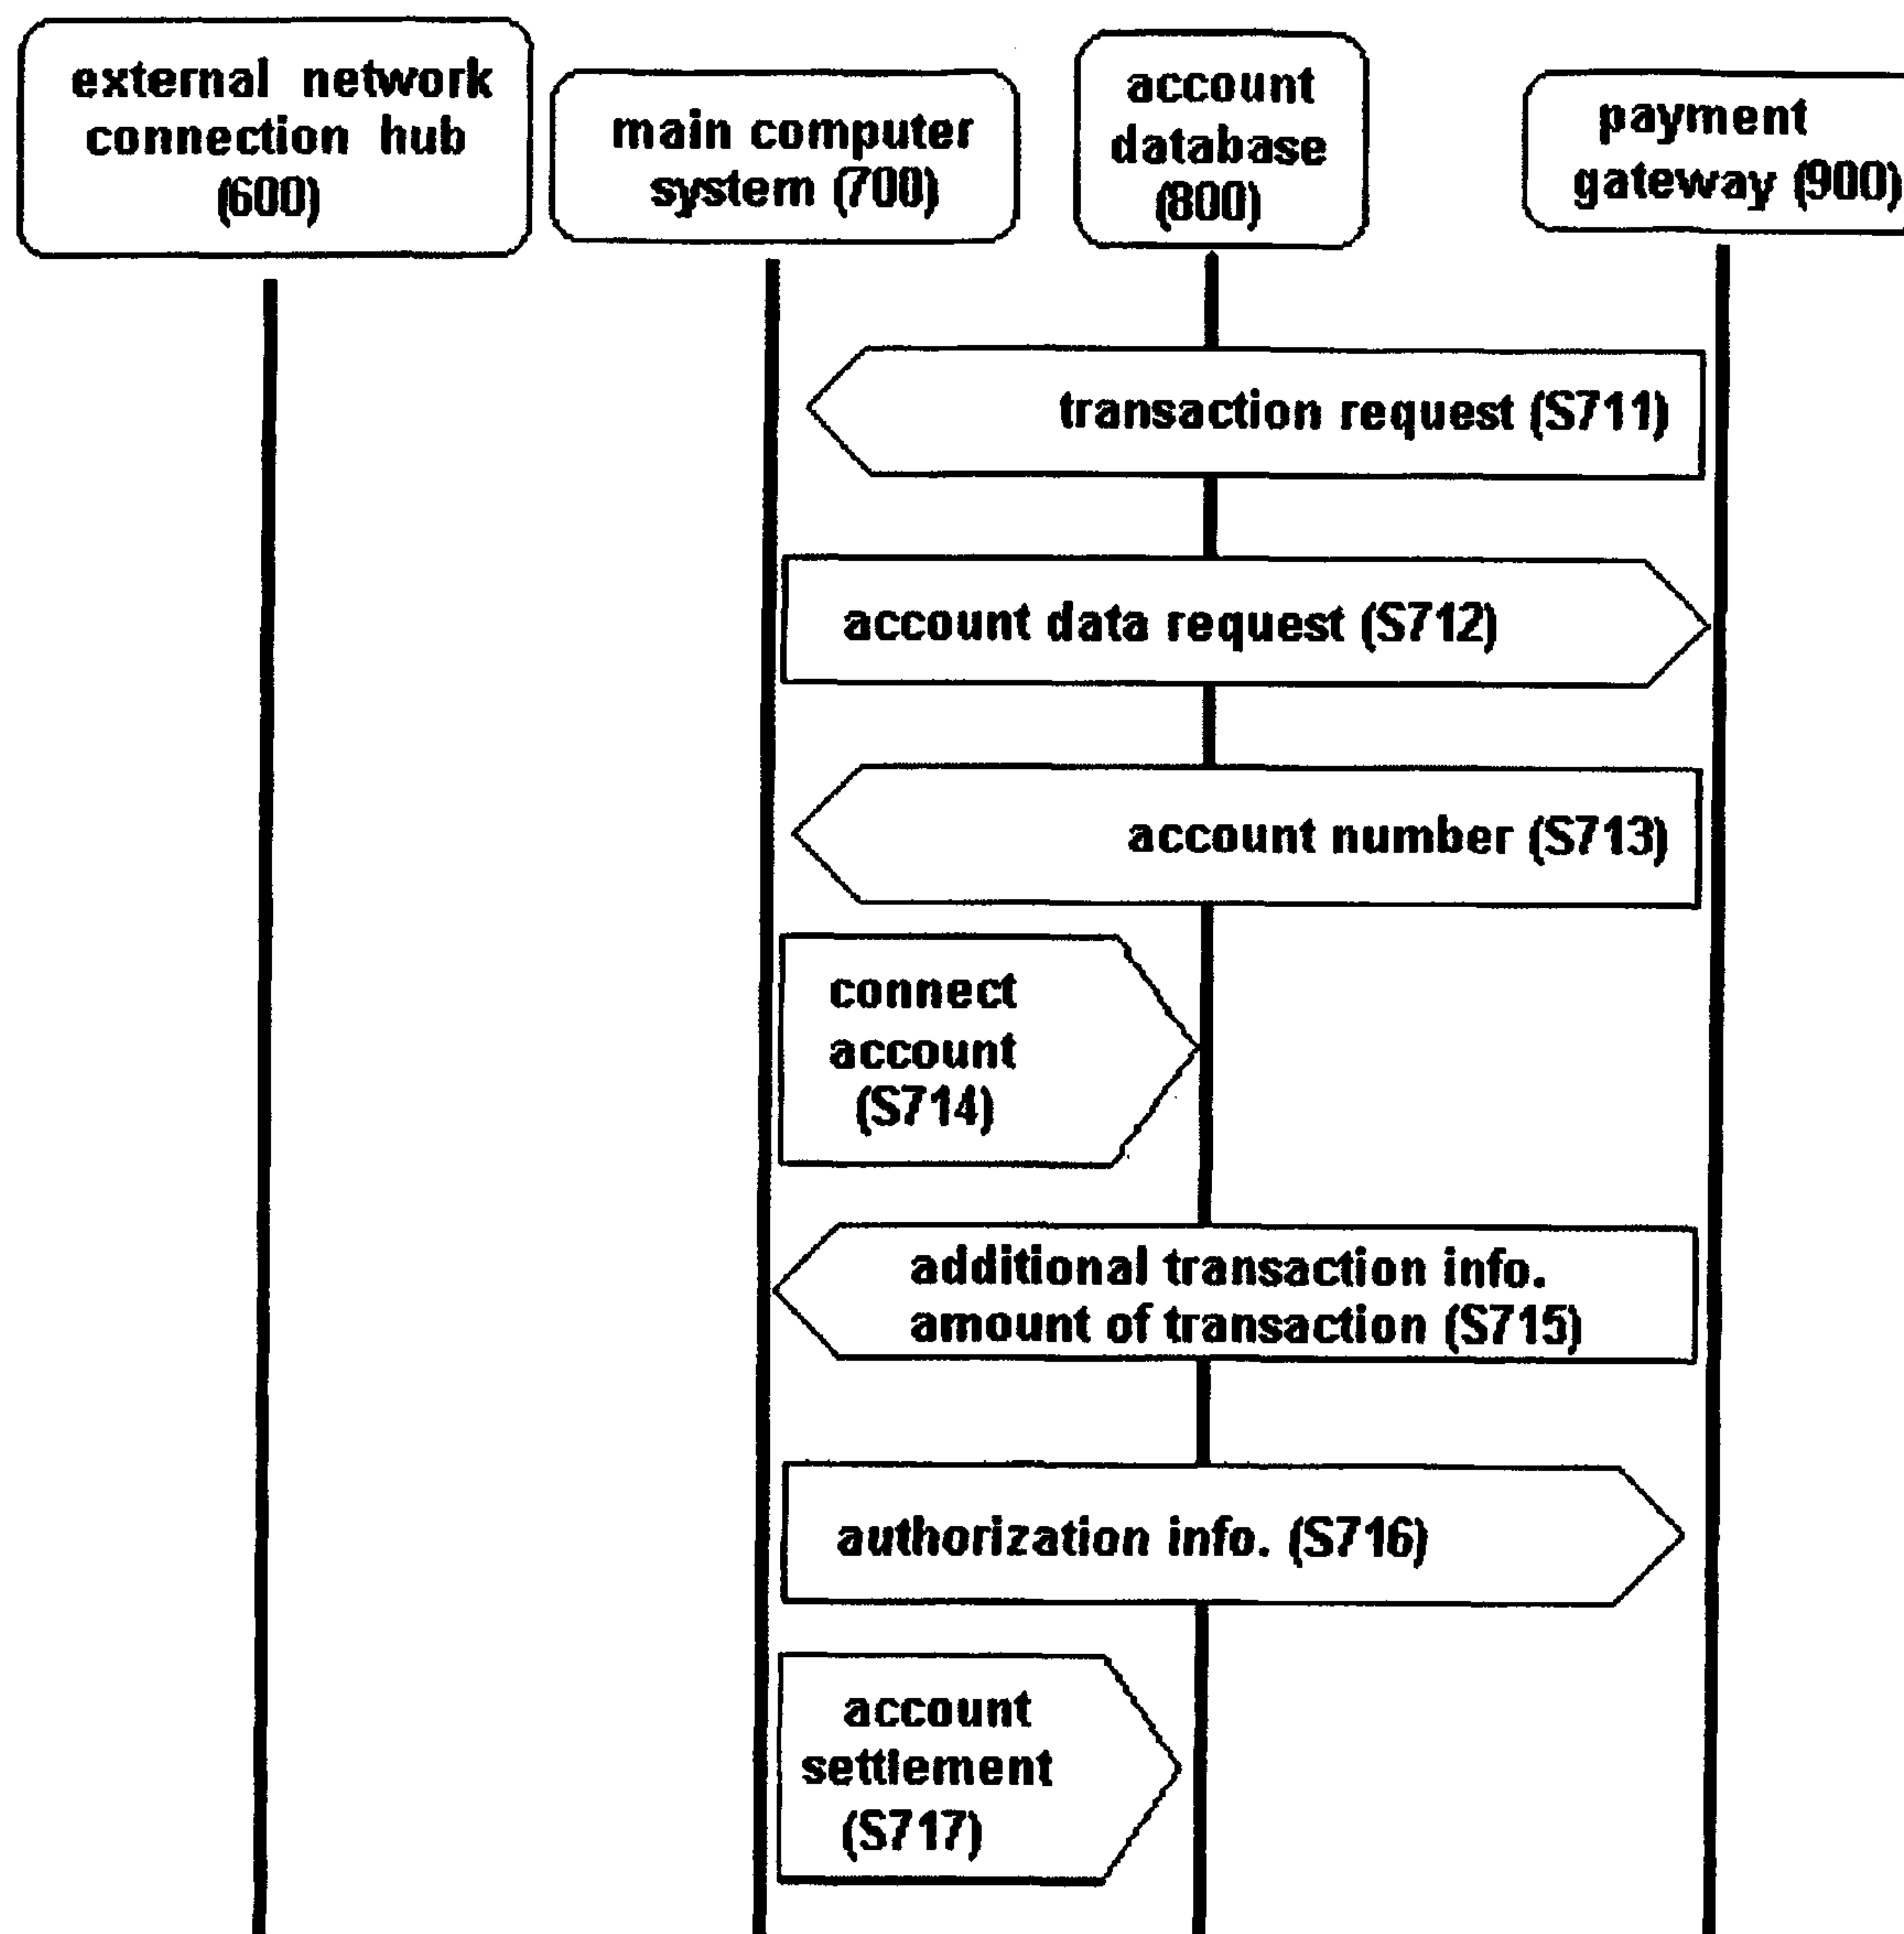 external network
connection hub
(600)
main computer
system (700)
account
database
(800)
payment
gateway (900)
transaction request (S711)
account data request (S712)
account number (S713)
connect
account
(S714)
additional transaction info.
amount of transaction (S715)
authorization info. (S716)
account
settlement
(S717)